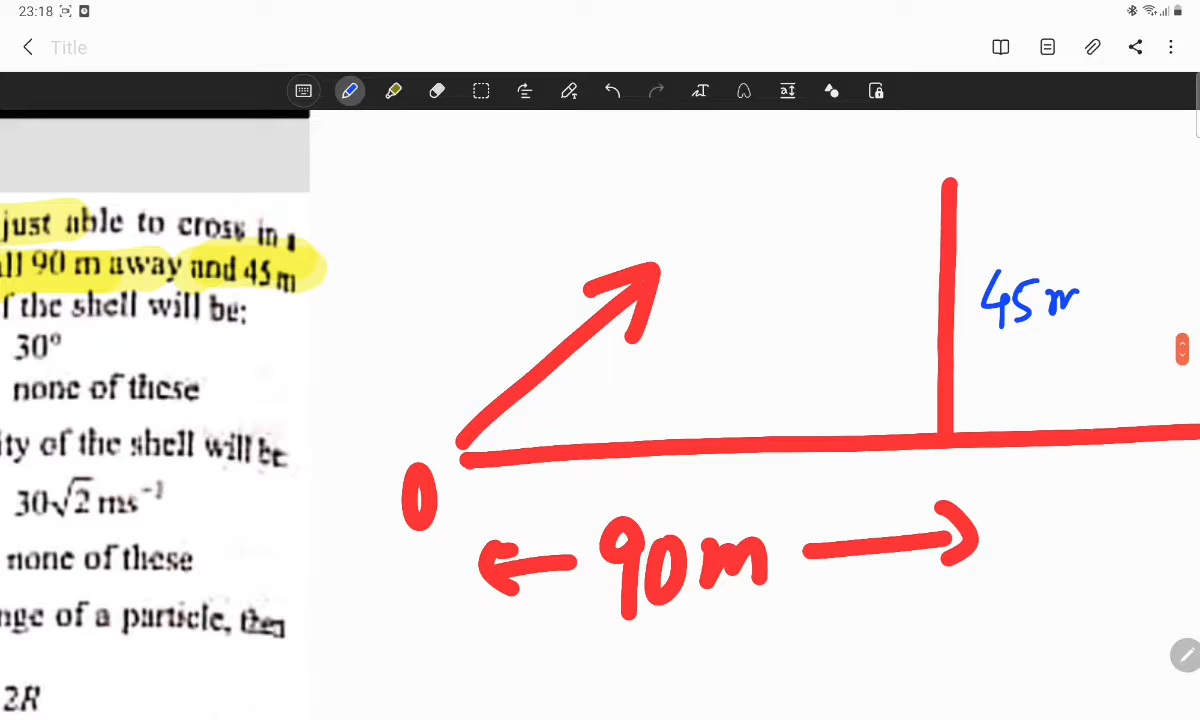 23:18
Title
just able to cross in a
all 90 m away and 45 m
f the shell will be:
30°
none of these
ity of the shell will be
30√2 ms⁻¹
none of these
nge of a particle, then
2R
45 m
0
90 m